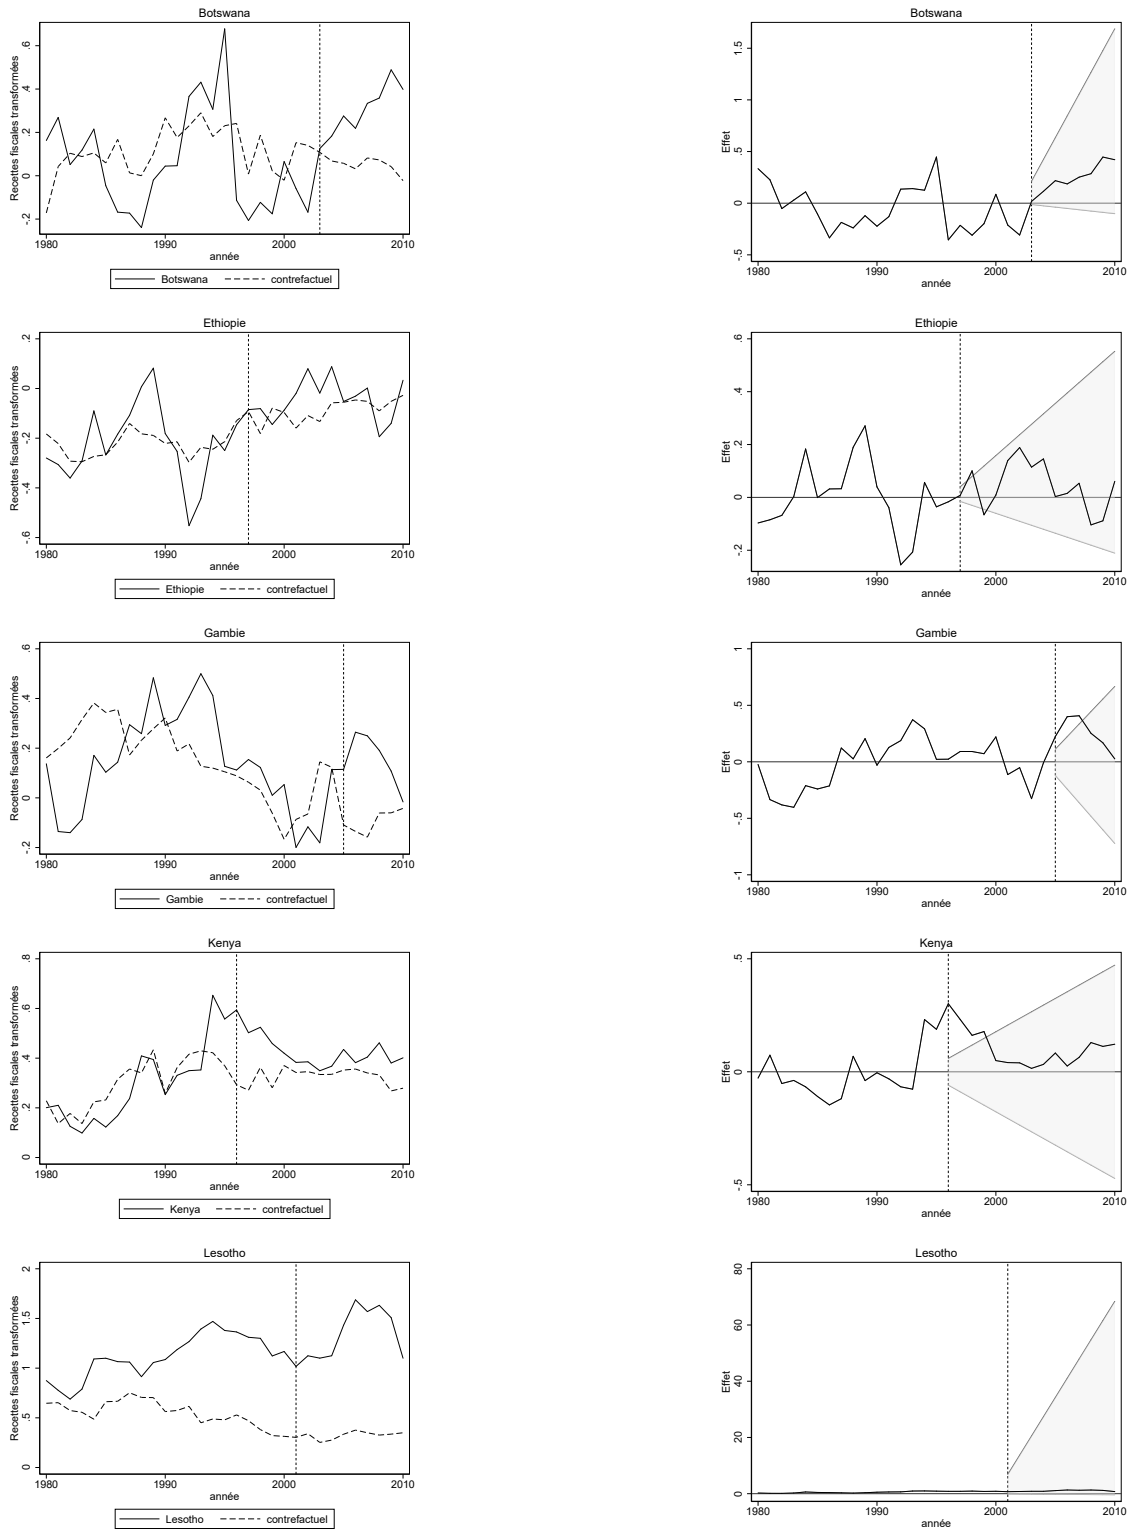 Botswana
Recettes fiscales transformées
.6
.4
.2
0
-.2
1980 1990 2000 2010
année
Botswana contrefactuel
Botswana
Effet
1.5
1
.5
0
-.5
1980 1990 2000 2010
année
Ethiopie
Recettes fiscales transformées
.2
0
-.2
-.4
-.6
1980 1990 2000 2010
année
Ethiopie contrefactuel
Ethiopie
Effet
.6
.4
.2
0
-.2
1980 1990 2000 2010
année
Gambie
Recettes fiscales transformées
.6
.4
.2
0
-.2
1980 1990 2000 2010
année
Gambie contrefactuel
Gambie
Effet
1
.5
0
-.5
-1
1980 1990 2000 2010
année
Kenya
Recettes fiscales transformées
.8
.6
.4
.2
0
1980 1990 2000 2010
année
Kenya contrefactuel
Kenya
Effet
.5
0
-.5
1980 1990 2000 2010
année
Lesotho
Recettes fiscales transformées
2
1.5
1
.5
0
1980 1990 2000 2010
année
Lesotho contrefactuel
Lesotho
Effet
80
60
40
20
0
1980 1990 2000 2010
année